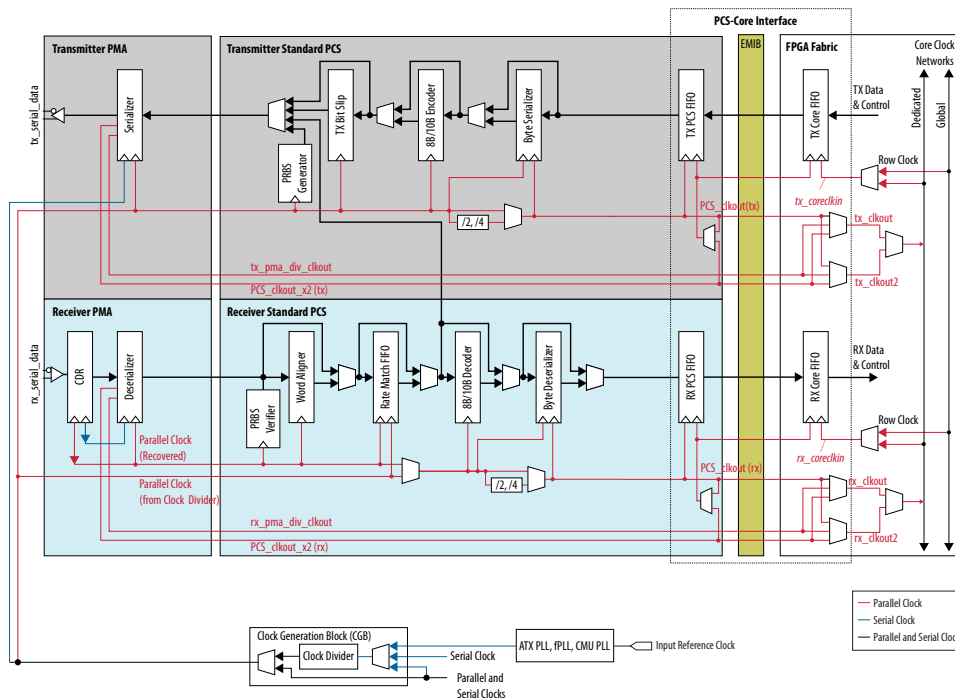 PCS-Core Interface
Transmitter PMA
Transmitter Standard PCS
EMIB
FPGA Fabric
Core Clock
Networks
tx_serial_data
Serializer
PRBS
Generator
TX Bit Slip
8B/10B Encoder
Byte Serializer
TX PCS FIFO
TX Core FIFO
TX Data
& Control
Dedicated
Global
Row Clock
tx_coreclkin
/2, /4
PCS_clkout(tx)
tx_clkout
tx_pma_div_clkout
PCS_clkout_x2 (tx)
tx_clkout2
Receiver PMA
Receiver Standard PCS
rx_serial_data
CDR
Deserializer
PRBS
Verifier
Word Aligner
Rate Match FIFO
8B/10B Decoder
Byte Deserializer
RX PCS FIFO
RX Core FIFO
RX Data
& Control
Row Clock
Parallel Clock
(Recovered)
rx_coreclkin
PCS_clkout (rx)
Parallel Clock
(from Clock Divider)
/2, /4
rx_clkout
rx_pma_div_clkout
PCS_clkout_x2 (rx)
rx_clkout2
Parallel Clock
Serial Clock
Parallel and Serial Clock
Clock Generation Block (CGB)
Clock Divider
Serial Clock
Parallel and
Serial Clocks
ATX PLL, fPLL, CMU PLL
Input Reference Clock